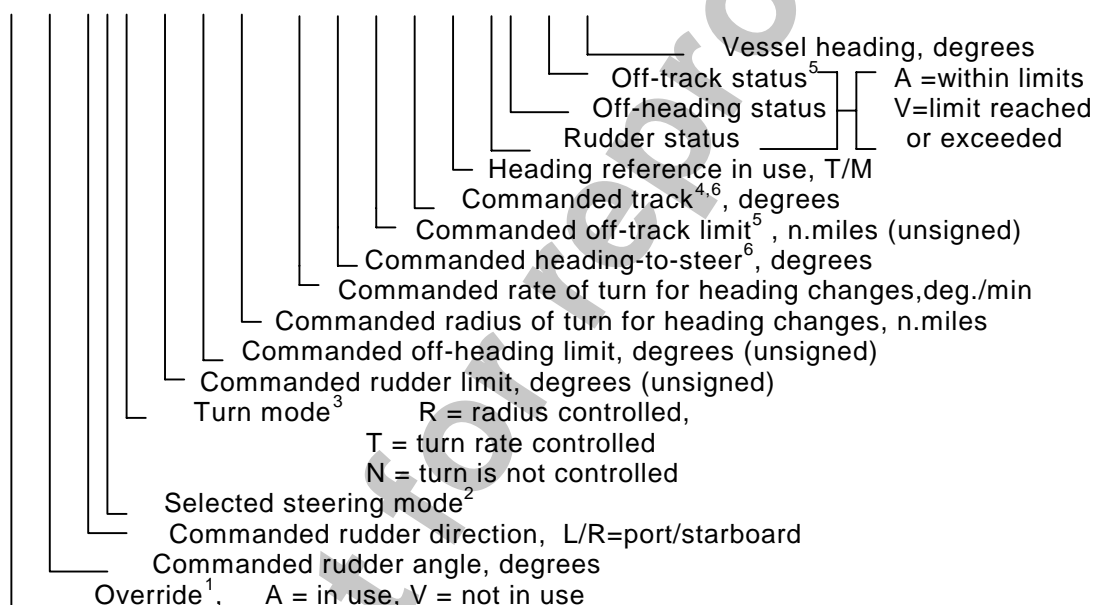 Vessel heading, degrees
Off-track status5 A =within limits
Off-heading status V=limit reached
Rudder status or exceeded
Heading reference in use, T/M
Commanded track4,6, degrees
Commanded off-track limit5 , n.miles (unsigned)
Commanded heading-to-steer6, degrees
Commanded rate of turn for heading changes,deg./min
Commanded radius of turn for heading changes, n.miles
Commanded off-heading limit, degrees (unsigned)
Commanded rudder limit, degrees (unsigned)
Turn mode3 R = radius controlled,
T = turn rate controlled
N = turn is not controlled
Selected steering mode2
Commanded rudder direction, L/R=port/starboard
Commanded rudder angle, degrees
Override1, A = in use, V = not in use
t for repro